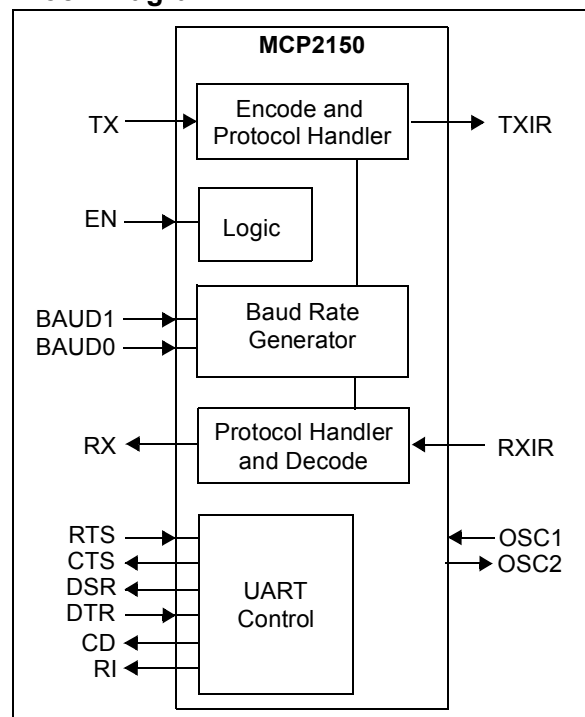 MCP2150
Encode and
Protocol Handler
TX
TXIR
EN
Logic
BAUD1
BAUD0
Baud Rate
Generator
RX
Protocol Handler
and Decode
RXIR
RTS
CTS
DSR
DTR
CD
RI
UART
Control
OSC1
OSC2